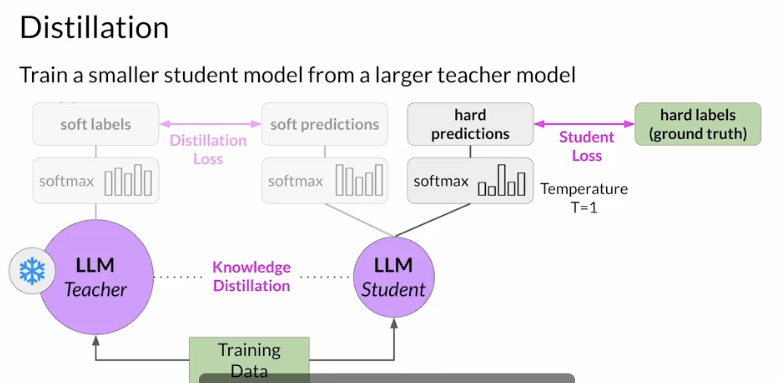 Distillation
Train a smaller student model from a larger teacher model
soft labels
Distillation
Loss
soft predictions
hard
predictions
Student
Loss
hard labels
(ground truth)
softmax
softmax
softmax
Temperature
T=1
LLM
Teacher
Knowledge
Distillation
LLM
Student
Training
Data